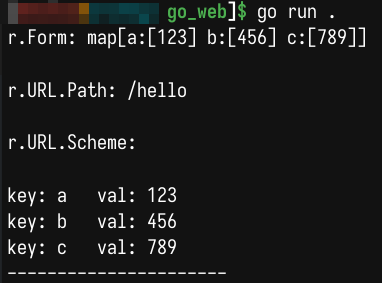 go_web]$ go run .
r.Form: map[a:[123] b:[456] c:[789]]
r.URL.Path: /hello
r.URL.Scheme:
key: a   val: 123
key: b   val: 456
key: c   val: 789
----------------------